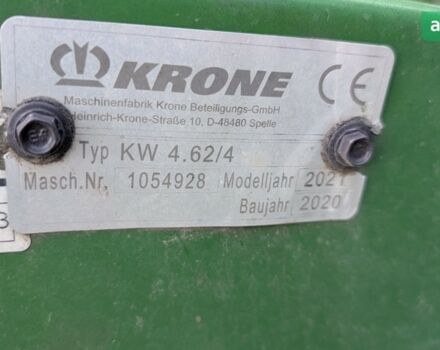 KRONE CE
Maschinenfabrik Krone Beteiligungs-GmbH
Heinrich-Krone-Straße 10, D-48480 Spelle
Typ KW 4.62/4
Masch.Nr. 1054928 Modelljahr 2021
Baujahr 2020
3
a